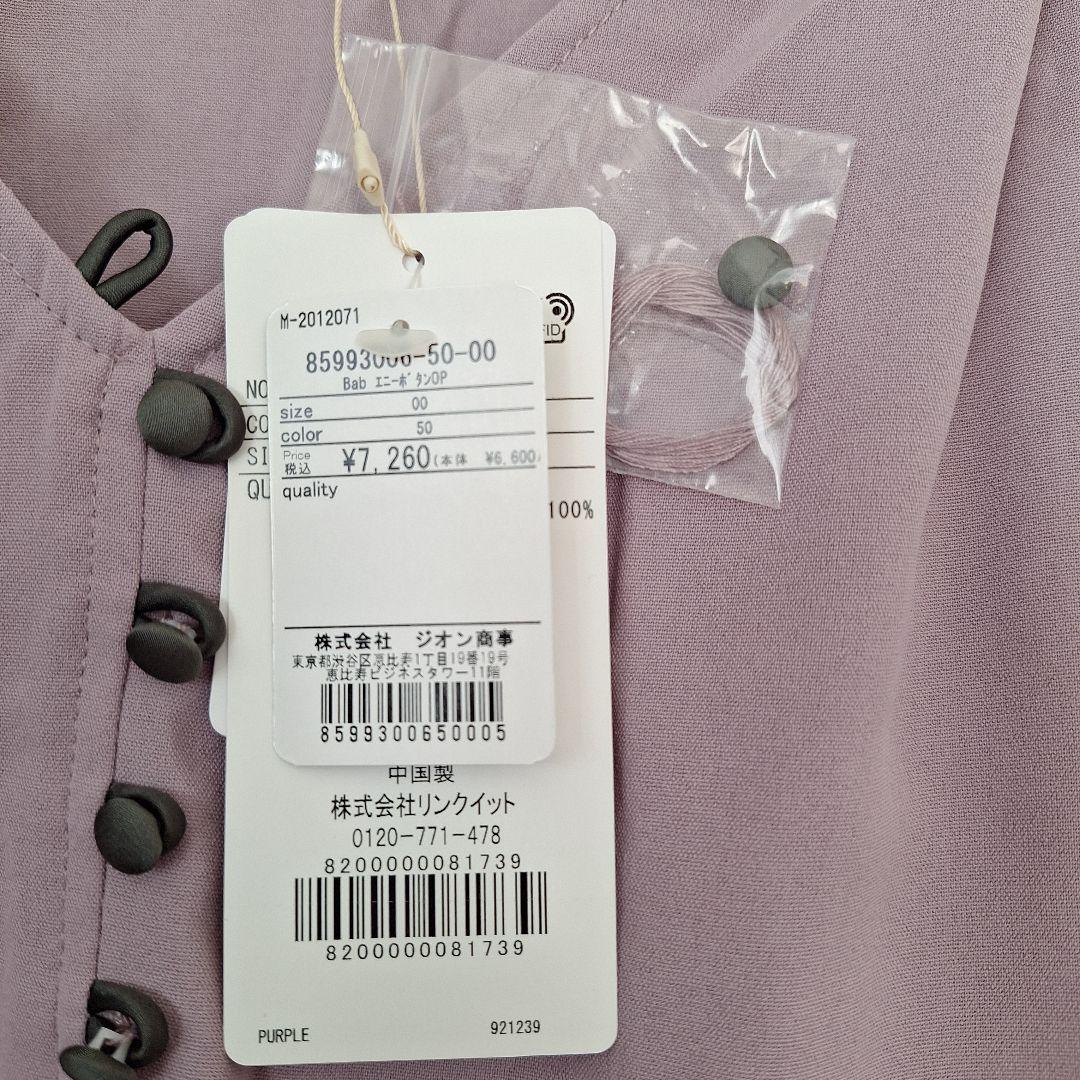 M-2012071
85993006-50-00
Bab ｴﾆｰﾎﾞﾀﾝOP
size 00
color 50
Price 税込 ¥7,260(本体 ¥6,600)
quality
株式会社 ジオン商事
東京都渋谷区恵比寿1丁目19番19号
恵比寿ビジネスタワー11階
8599300650005
NO
CO
SI
QU
100%
中国製
株式会社リンクイット
0120-771-478
8200000081739
8200000081739
PURPLE 921239